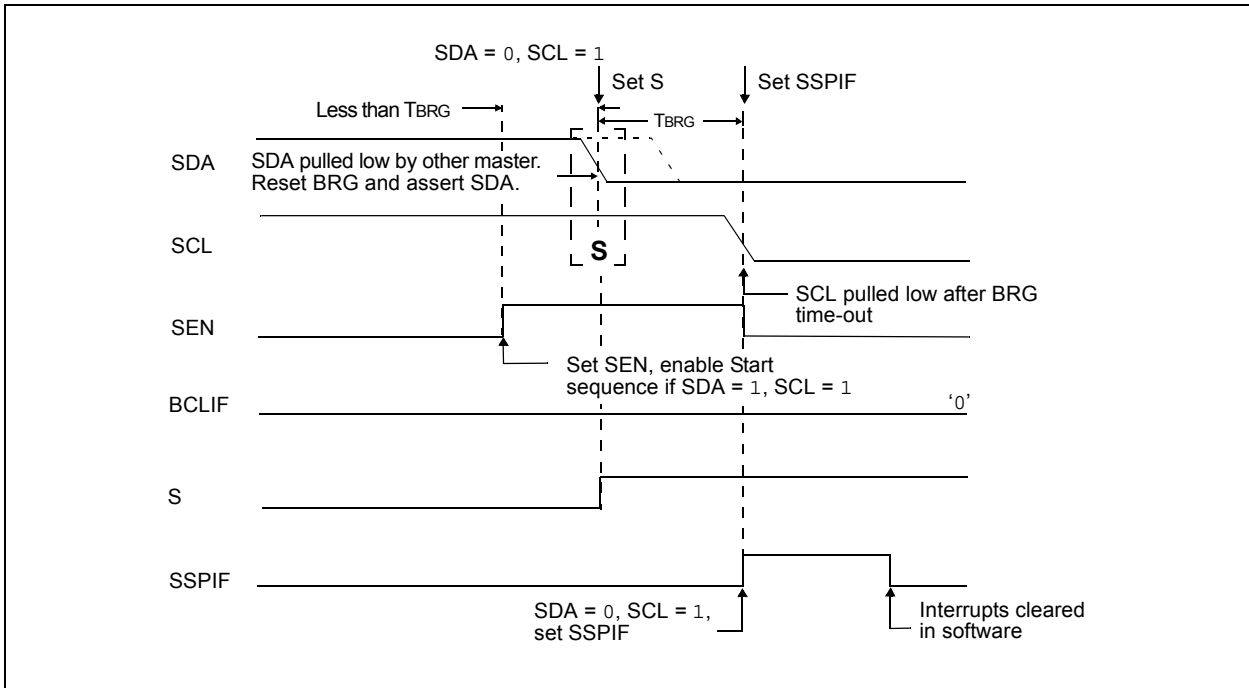 SDA = 0, SCL = 1
Set S
Set SSPIF
Less than TBRG
TBRG
SDA
SDA pulled low by other master.
Reset BRG and assert SDA.
SCL
S
SCL pulled low after BRG
time-out
SEN
Set SEN, enable Start
sequence if SDA = 1, SCL = 1
BCLIF
‘0’
S
SSPIF
SDA = 0, SCL = 1,
set SSPIF
Interrupts cleared
in software